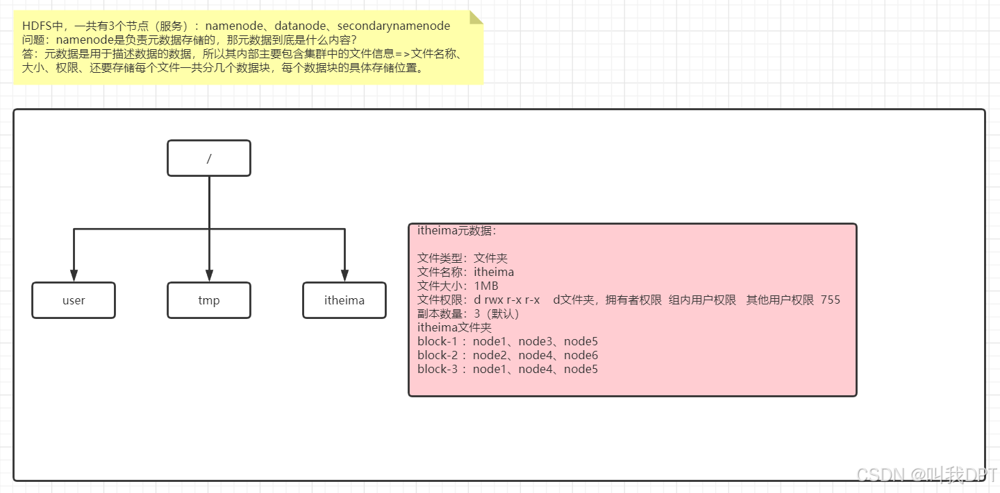 HDFS中，一共有3个节点（服务）：namenode、datanode、secondarynamenode
问题：namenode是负责元数据存储的，那元数据到底是什么内容？
答：元数据是用于描述数据的数据，所以其内部主要包含集群中的文件信息=>文件名称、
大小、权限、还要存储每个文件一共分几个数据块，每个数据块的具体存储位置。
/
user
tmp
itheima
itheima元数据：
文件类型：文件夹
文件名称：itheima
文件大小：1MB
文件权限：d rwx r-x r-x d文件夹，拥有者权限 组内用户权限 其他用户权限 755
副本数量：3（默认）
itheima文件夹
block-1 ：node1、node3、node5
block-2 ：node2、node4、node6
block-3 ：node1、node4、node5
CSDN @叫我DPT